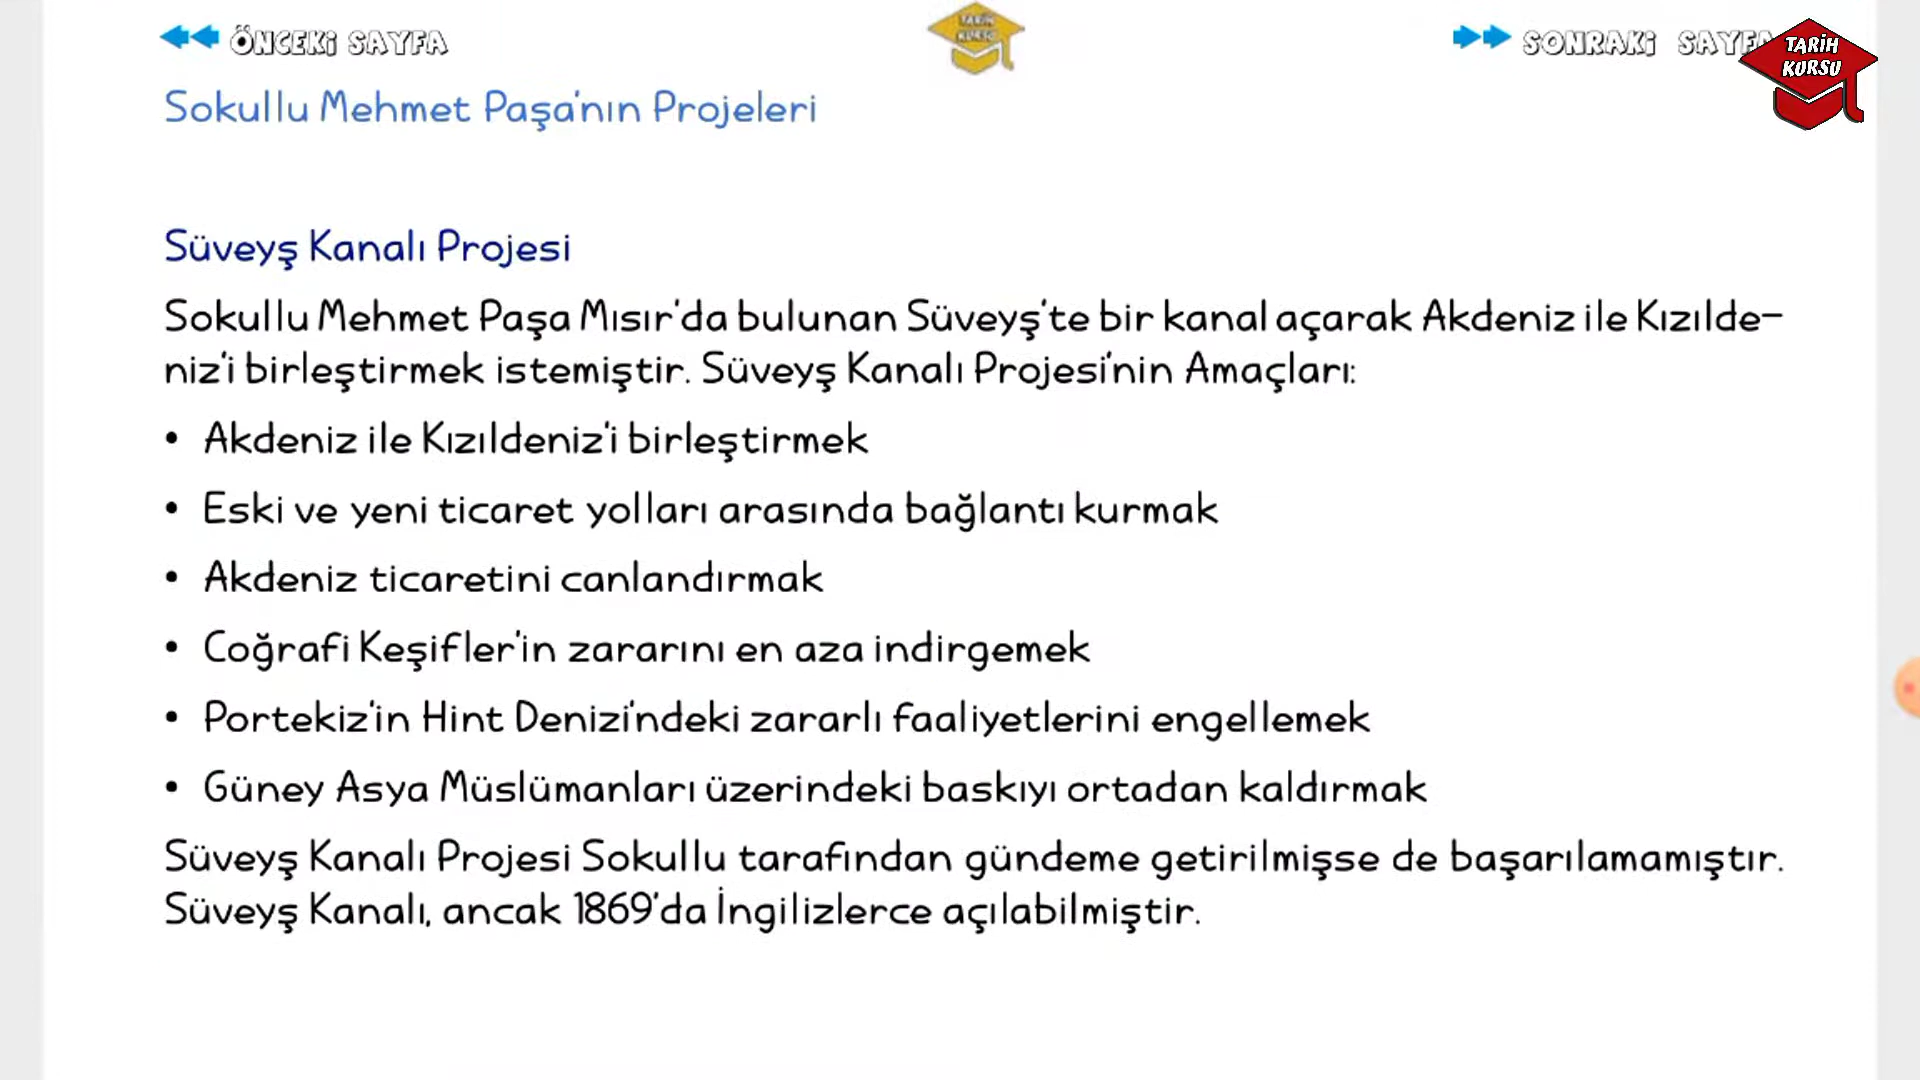 ÖNCEKİ SAYFA
TARİH
KURSU
SONRAKİ SAYFA
TARİH
KURSU
Sokullu Mehmet Paşa'nın Projeleri
Süveyş Kanalı Projesi
Sokullu Mehmet Paşa Mısır'da bulunan Süveyş'te bir kanal açarak Akdeniz ile Kızılde-
niz'i birleştirmek istemiştir. Süveyş Kanalı Projesi'nin Amaçları:
• Akdeniz ile Kızıldeniz'i birleştirmek
• Eski ve yeni ticaret yolları arasında bağlantı kurmak
• Akdeniz ticaretini canlandırmak
• Coğrafi Keşifler'in zararını en aza indirgemek
• Portekiz'in Hint Denizi'ndeki zararlı faaliyetlerini engellemek
• Güney Asya Müslümanları üzerindeki baskıyı ortadan kaldırmak
Süveyş Kanalı Projesi Sokullu tarafından gündeme getirilmişse de başarılamamıştır.
Süveyş Kanalı, ancak 1869'da İngilizlerce açılabilmiştir.